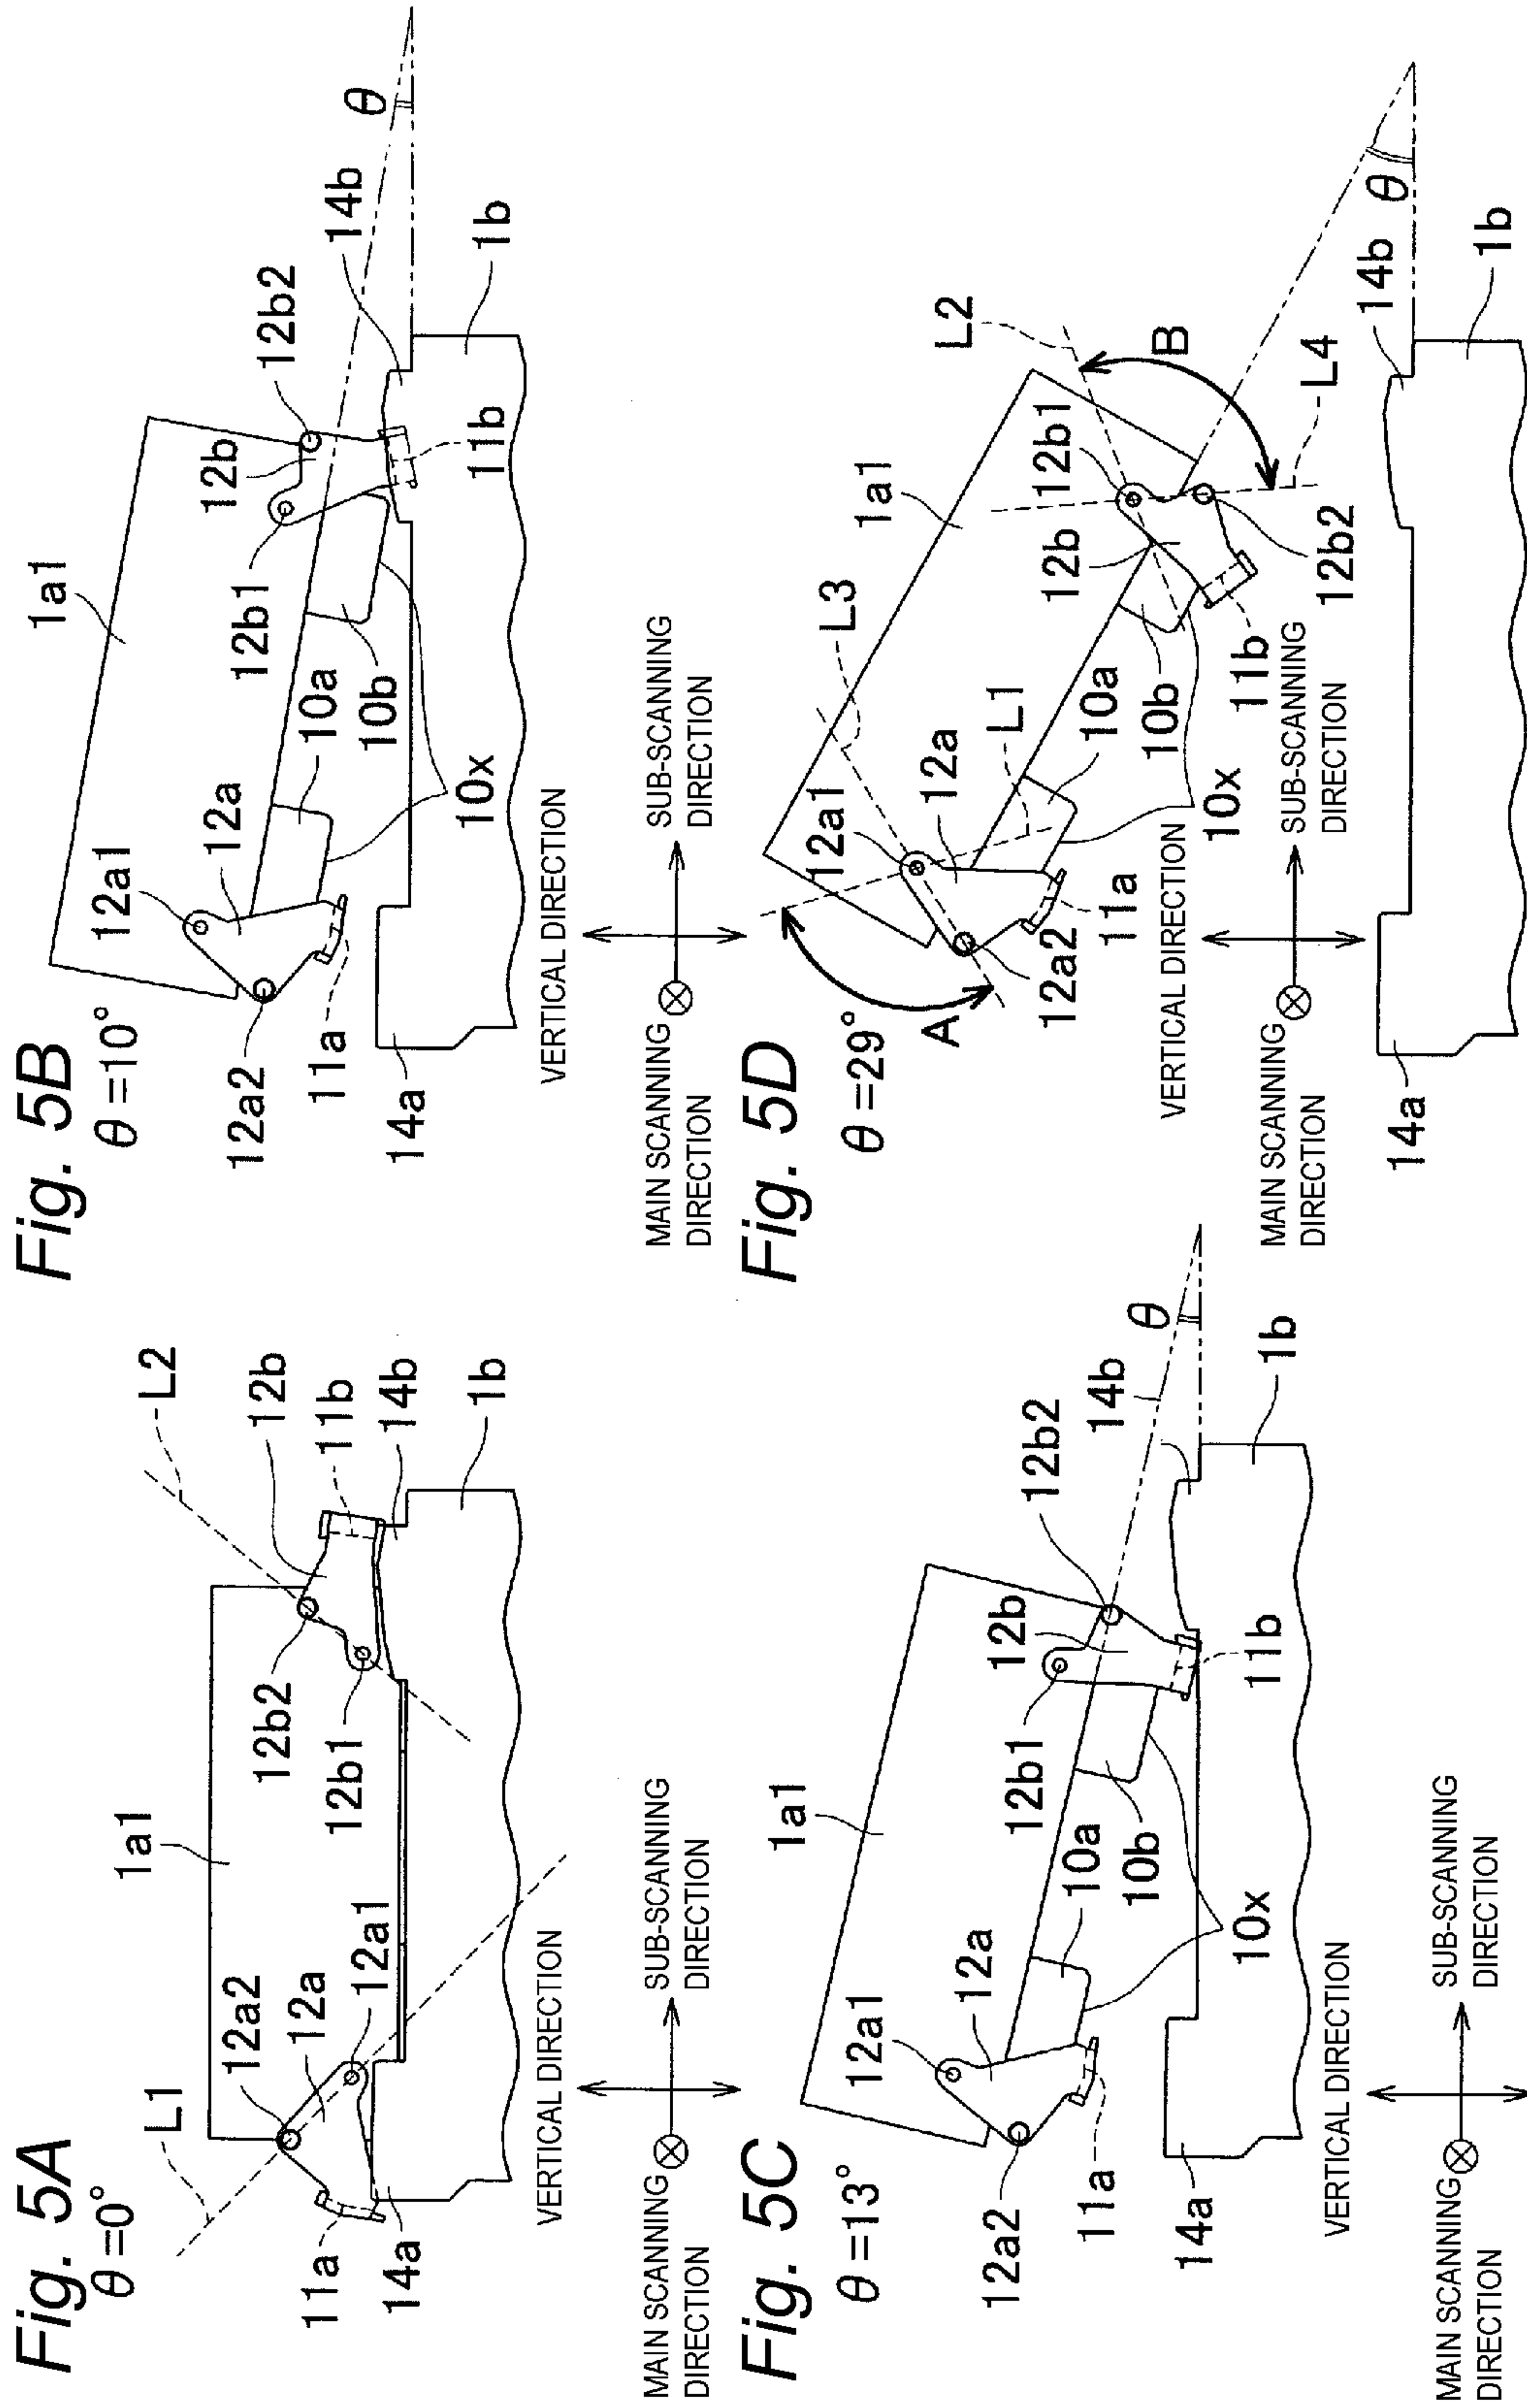 Fig. 5A
θ=0°
L1
12a2
12a
12a1
1a1
L2
12b
11b
14b
1b
12b2
12b1
11a
14a
VERTICAL DIRECTION
MAIN SCANNING
DIRECTION
SUB-SCANNING
DIRECTION
Fig. 5B
θ=10°
1a1
12a1
12a
12a2
11a
14a
10a
10b
10x
12b1
12b
12b2
14b
θ
1b
11b
VERTICAL DIRECTION
MAIN SCANNING
DIRECTION
SUB-SCANNING
DIRECTION
Fig. 5C
θ=13°
1a1
12a1
12a
12a2
11a
14a
10a
10b
10x
12b1
12b
12b2
14b
θ
1b
11b
VERTICAL DIRECTION
MAIN SCANNING
DIRECTION
SUB-SCANNING
DIRECTION
Fig. 5D
θ=29°
A
L3
1a1
12a1
12a
L1
10a
12a2
11a
10b
10x
12b
12b1
L2
B
L4
12b2
11b
14b
θ
1b
14a
VERTICAL DIRECTION
MAIN SCANNING
DIRECTION
SUB-SCANNING
DIRECTION